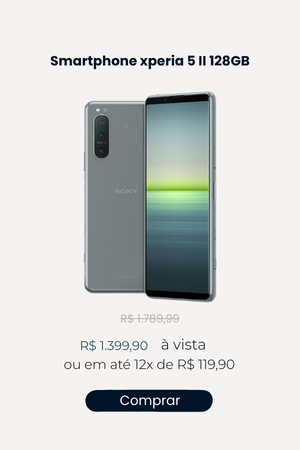 Smartphone xperia 5 II 128GB
SONY
R$ 1.789,99
R$ 1.399,90 à vista
ou em até 12x de R$ 119,90
Comprar